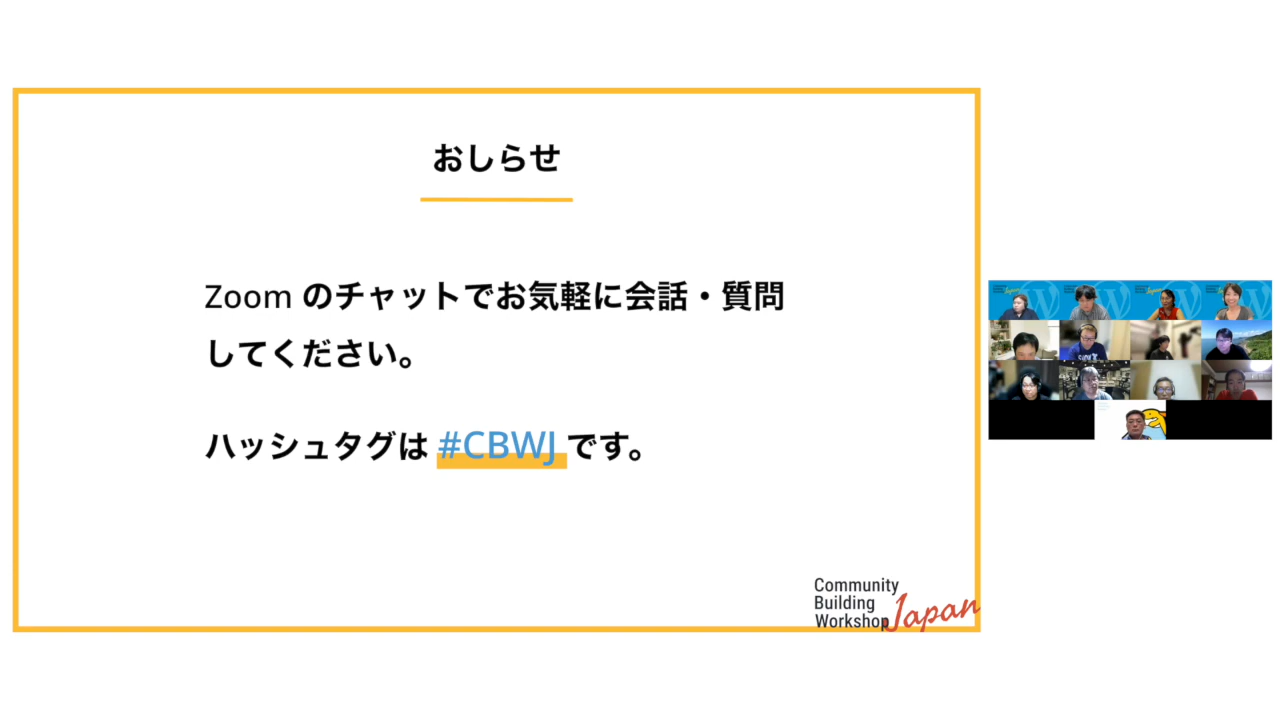 おしらせ
Zoom のチャットでお気軽に会話・質問
してください。
ハッシュタグは #CBWJ です。
Community
Building
Workshop Japan